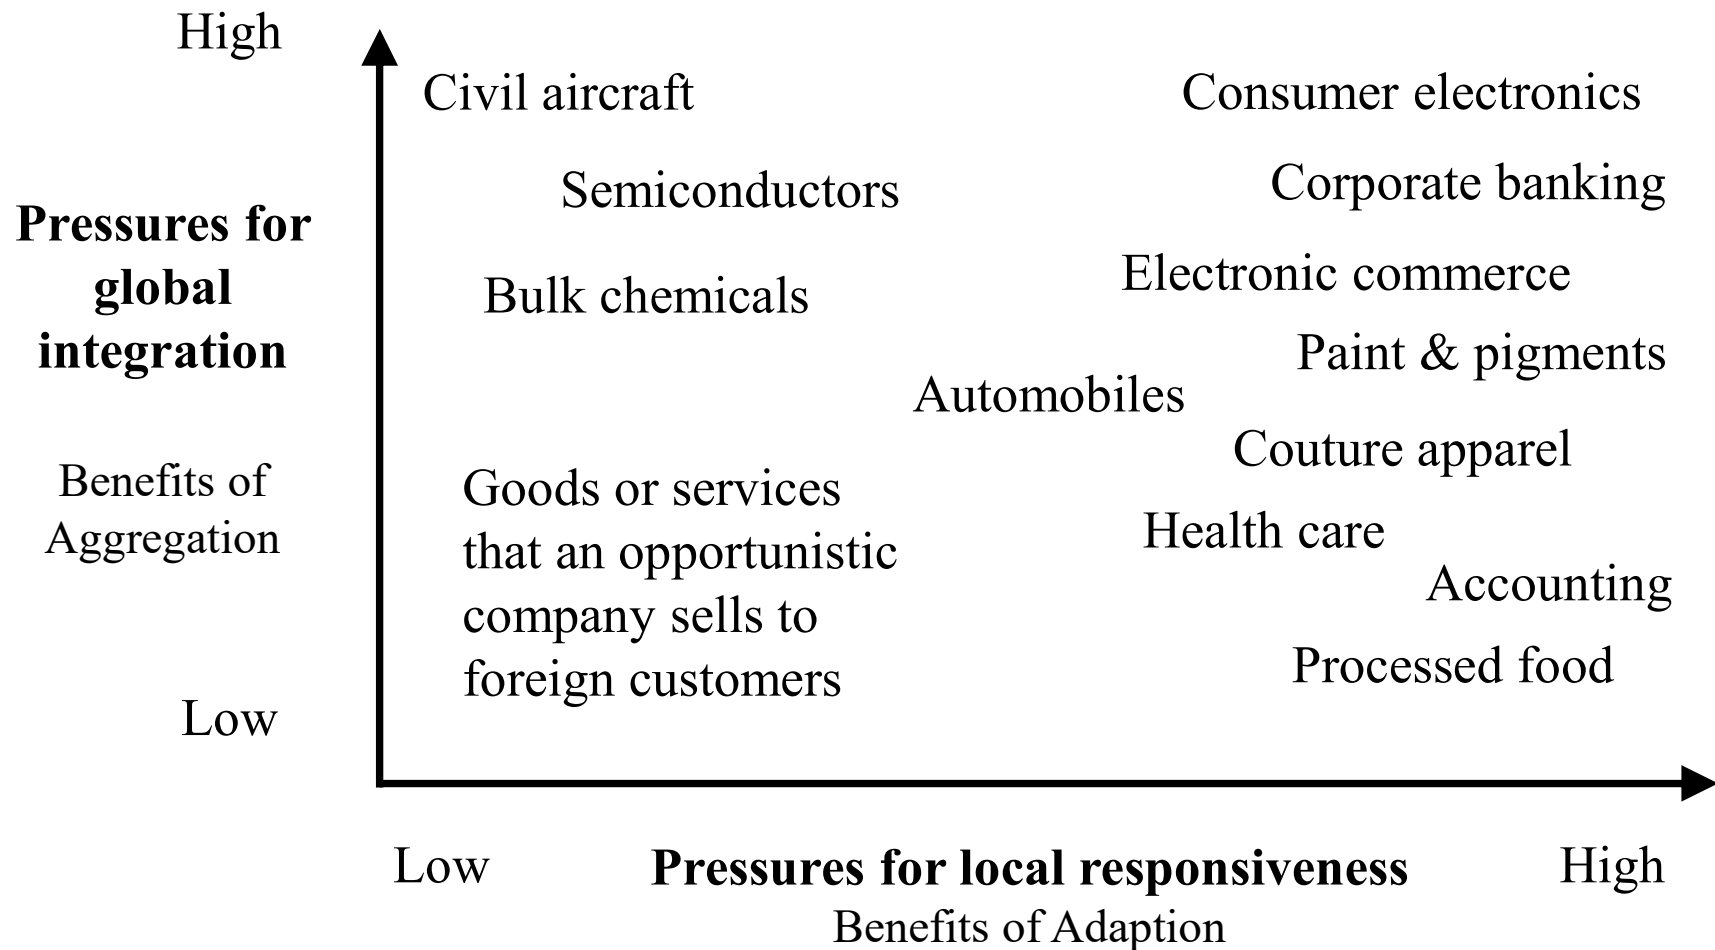 High
Civil aircraft
Consumer electronics
Semiconductors
Corporate banking
Pressures for
global
integration
Electronic commerce
Bulk chemicals
Paint & pigments
Automobiles
Couture apparel
Benefits of
Aggregation
Goods or services
that an opportunistic
company sells to
foreign customers
Health care
Accounting
Processed food
Low
Low
Pressures for local responsiveness
High
Benefits of Adaption